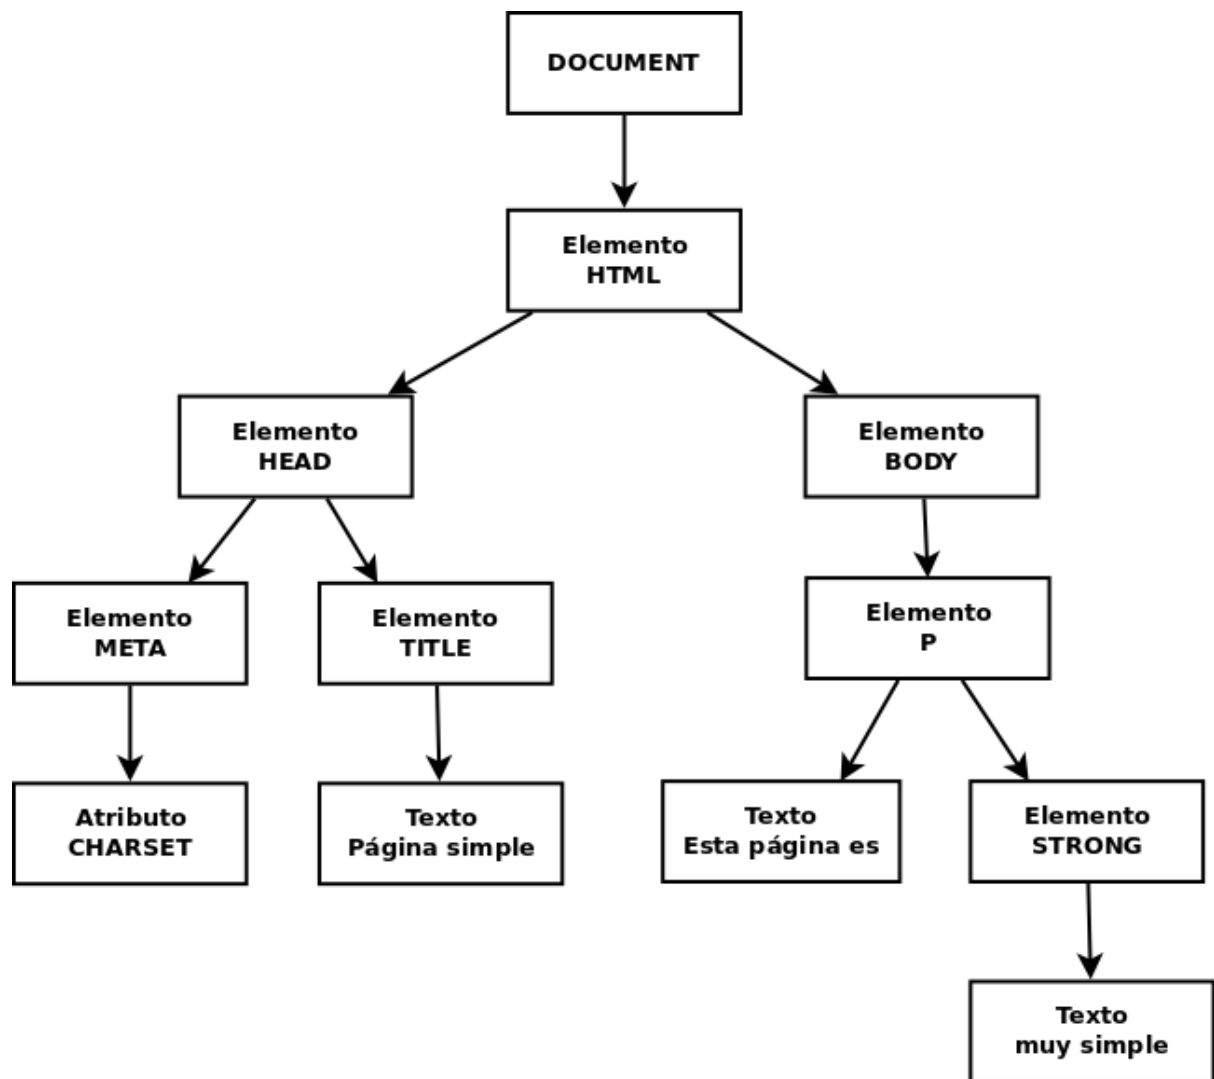 DOCUMENT
Elemento
HTML
Elemento
HEAD
Elemento
BODY
Elemento
META
Elemento
TITLE
Elemento
P
Atributo
CHARSET
Texto
Página simple
Texto
Esta página es
Elemento
STRONG
Texto
muy simple